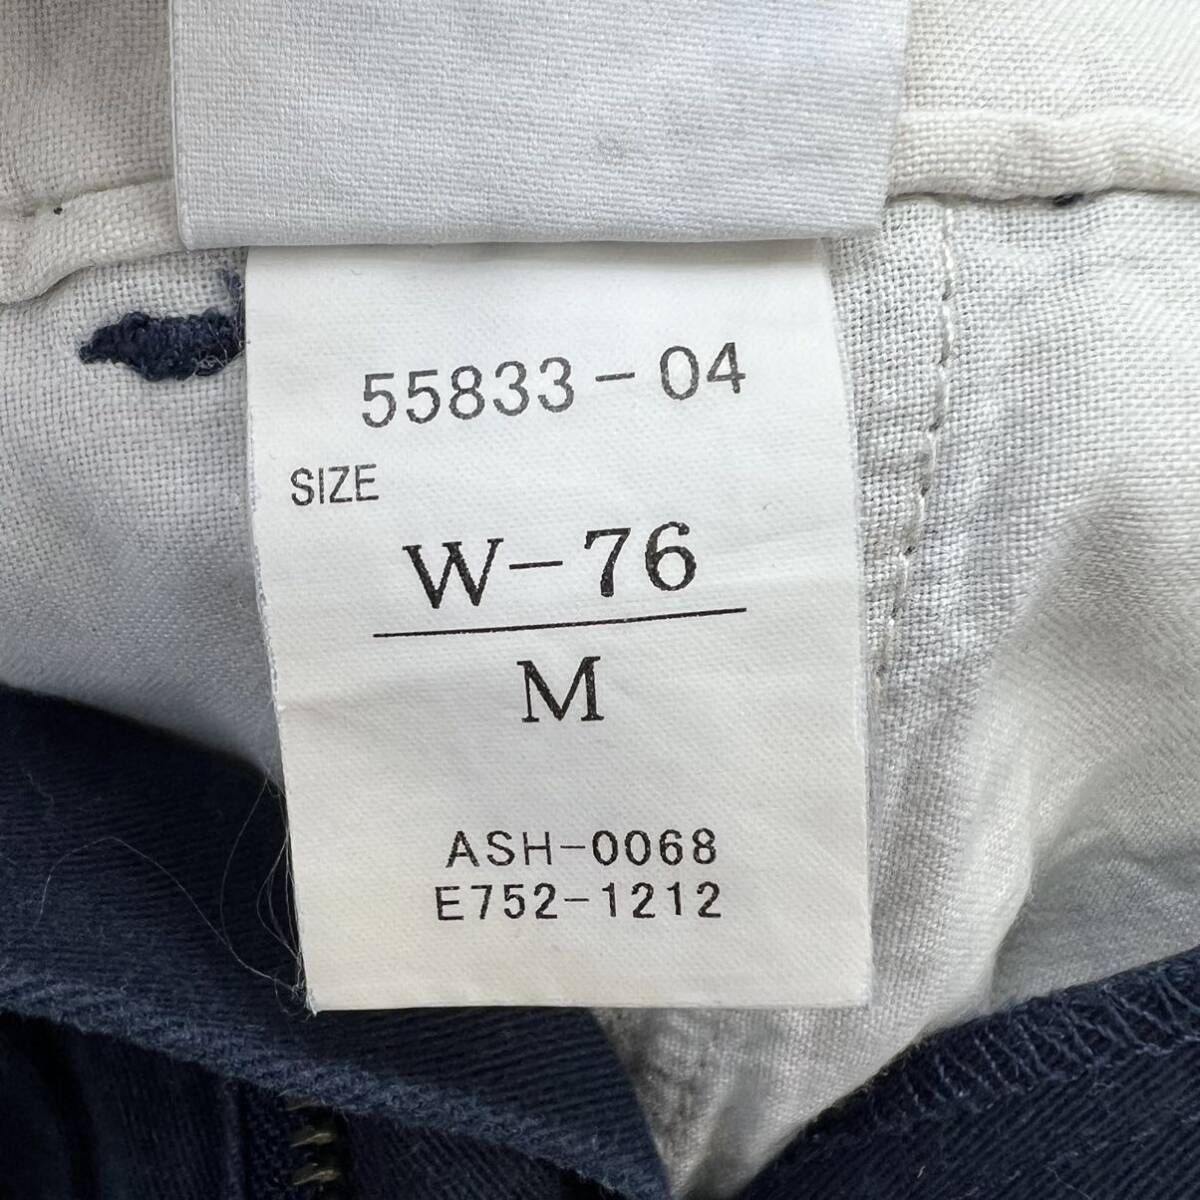 55833-04
SIZE
W-76
M
ASH-0068
E752-1212